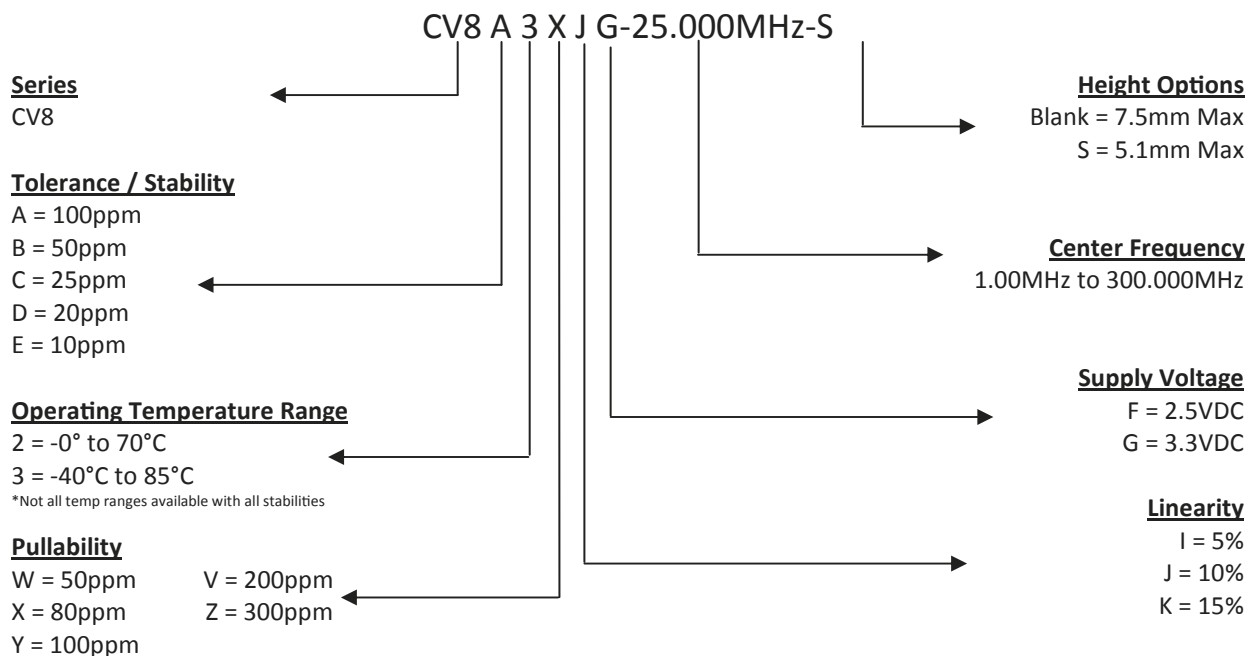 CV8 A 3 X J G-25.000MHz-S
Series
CV8
Tolerance / Stability
A = 100ppm
B = 50ppm
C = 25ppm
D = 20ppm
E = 10ppm
Operating Temperature Range
2 = -0° to 70°C
3 = -40°C to 85°C
*Not all temp ranges available with all stabilities
Pullability
W = 50ppm V = 200ppm
X = 80ppm Z = 300ppm
Y = 100ppm
Height Options
Blank = 7.5mm Max
S = 5.1mm Max
Center Frequency
1.00MHz to 300.000MHz
Supply Voltage
F = 2.5VDC
G = 3.3VDC
Linearity
I = 5%
J = 10%
K = 15%